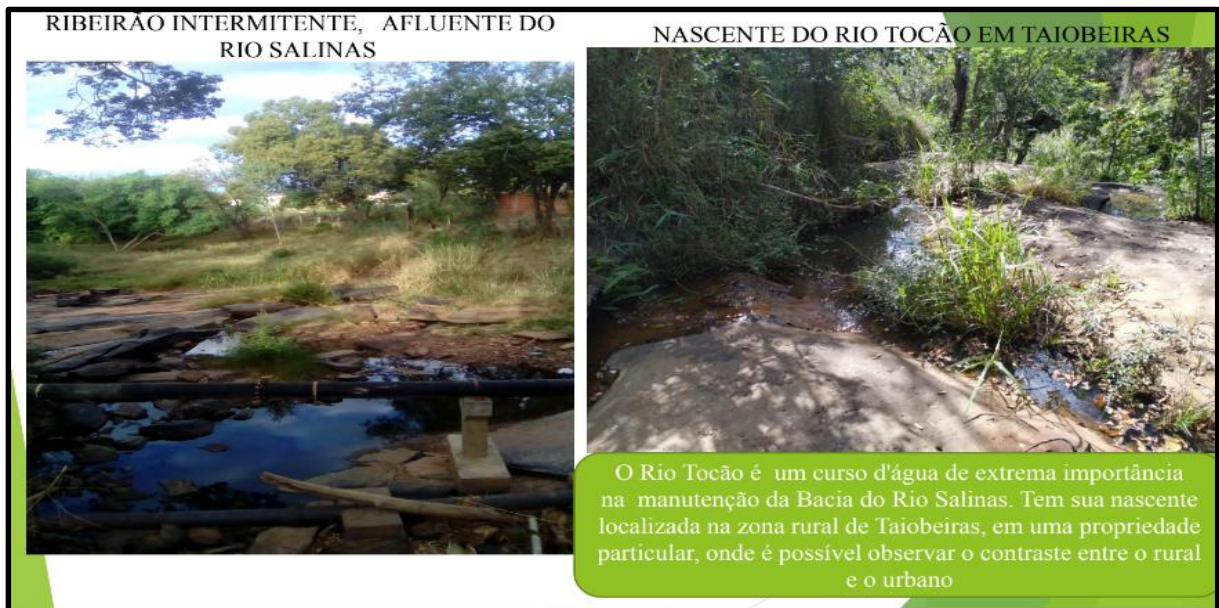 RIBEIRÃO INTERMITENTE, AFLUENTE DO
RIO SALINAS
NASCENTE DO RIO TOCÃO EM TAIOBEIRAS
O Rio Tocão é um curso d'água de extrema importância
na manutenção da Bacia do Rio Salinas. Tem sua nascente
localizada na zona rural de Taiobeiras, em uma propriedade
particular, onde é possível observar o contraste entre o rural
e o urbano